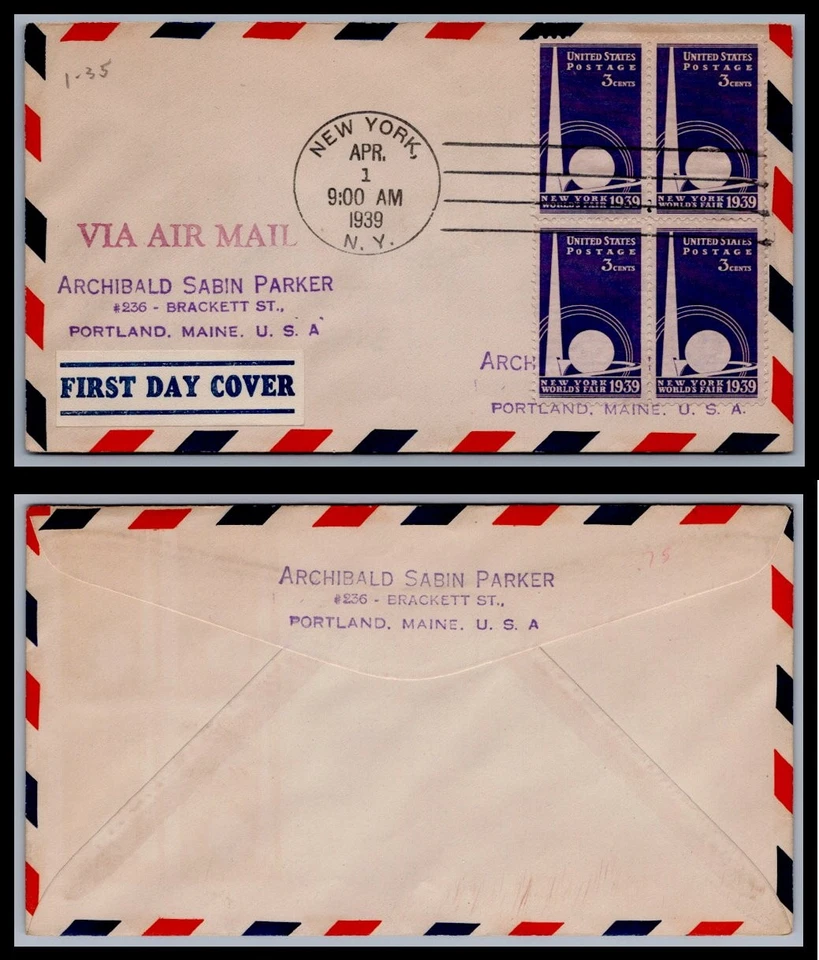 1.35
NEW YORK,
APR.
1
9:00 AM
1939
N. Y.
UNITED STATES
POSTAGE
3 CENTS
NEW YORK
WORLD'S FAIR 1939
UNITED STATES
POSTAGE
3 CENTS
NEW YORK
WORLD'S FAIR 1939
UNITED STATES
POSTAGE
3 CENTS
NEW YORK
WORLD'S FAIR 1939
UNITED STATES
POSTAGE
3 CENTS
NEW YORK
WORLD'S FAIR 1939
VIA AIR MAIL
ARCHIBALD SABIN PARKER
#236 - BRACKETT ST.,
PORTLAND, MAINE, U. S. A
FIRST DAY COVER
ARCH
PORTLAND, MAINE, U. S. A.
75
ARCHIBALD SABIN PARKER
#236 - BRACKETT ST.,
PORTLAND, MAINE, U. S. A